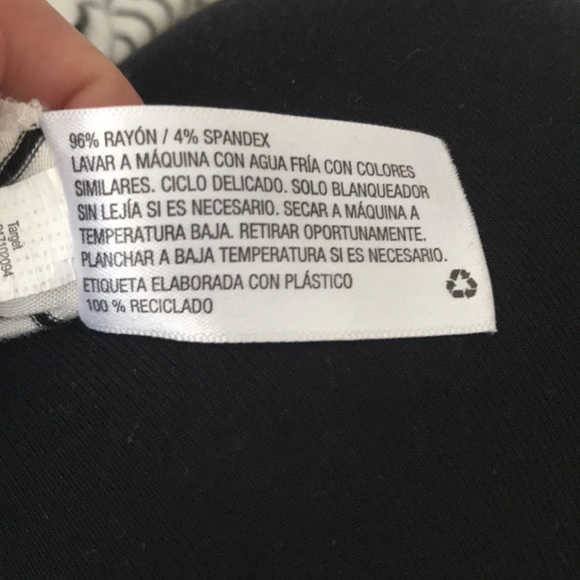 96% RAYÓN / 4% SPANDEX
LAVAR A MÁQUINA CON AGUA FRÍA CON COLORES
SIMILARES. CICLO DELICADO. SOLO BLANQUEADOR
SIN LEJÍA SI ES NECESARIO. SECAR A MÁQUINA A
TEMPERATURA BAJA. RETIRAR OPORTUNAMENTE.
PLANCHAR A BAJA TEMPERATURA SI ES NECESARIO.
ETIQUETA ELABORADA CON PLÁSTICO
100 % RECICLADO
Target